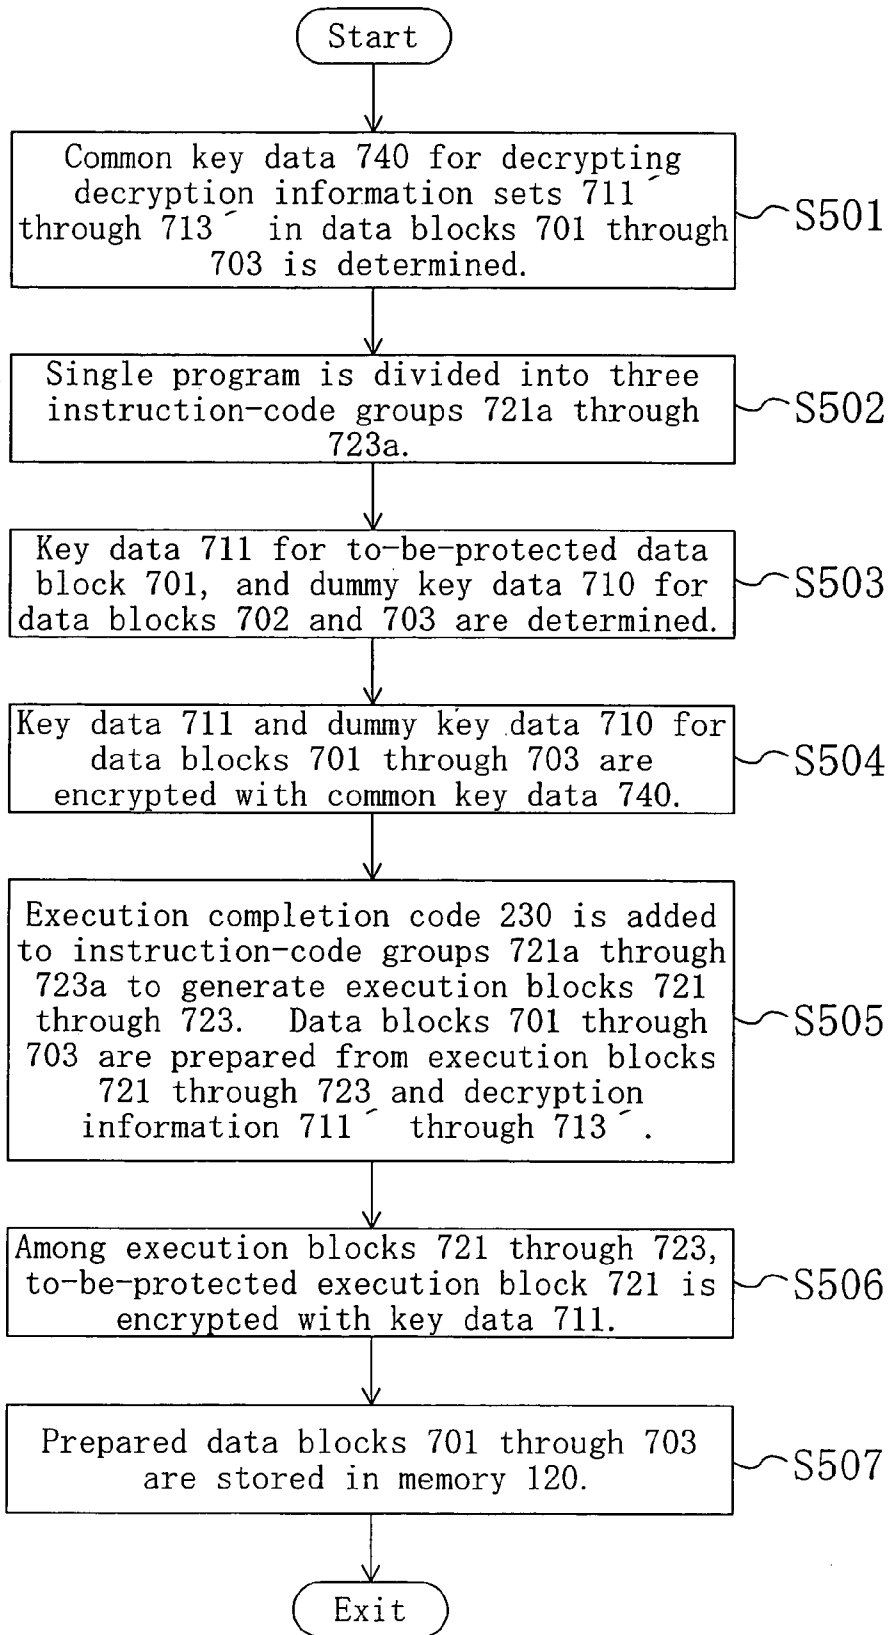 Start
Common key data 740 for decrypting
decryption information sets 711´
through 713´ in data blocks 701 through
703 is determined.
S501
Single program is divided into three
instruction-code groups 721a through
723a.
S502
Key data 711 for to-be-protected data
block 701, and dummy key data 710 for
data blocks 702 and 703 are determined.
S503
Key data 711 and dummy key data 710 for
data blocks 701 through 703 are
encrypted with common key data 740.
S504
Execution completion code 230 is added
to instruction-code groups 721a through
723a to generate execution blocks 721
through 723. Data blocks 701 through
703 are prepared from execution blocks
721 through 723 and decryption
information 711´ through 713´.
S505
Among execution blocks 721 through 723,
to-be-protected execution block 721 is
encrypted with key data 711.
S506
Prepared data blocks 701 through 703
are stored in memory 120.
S507
Exit